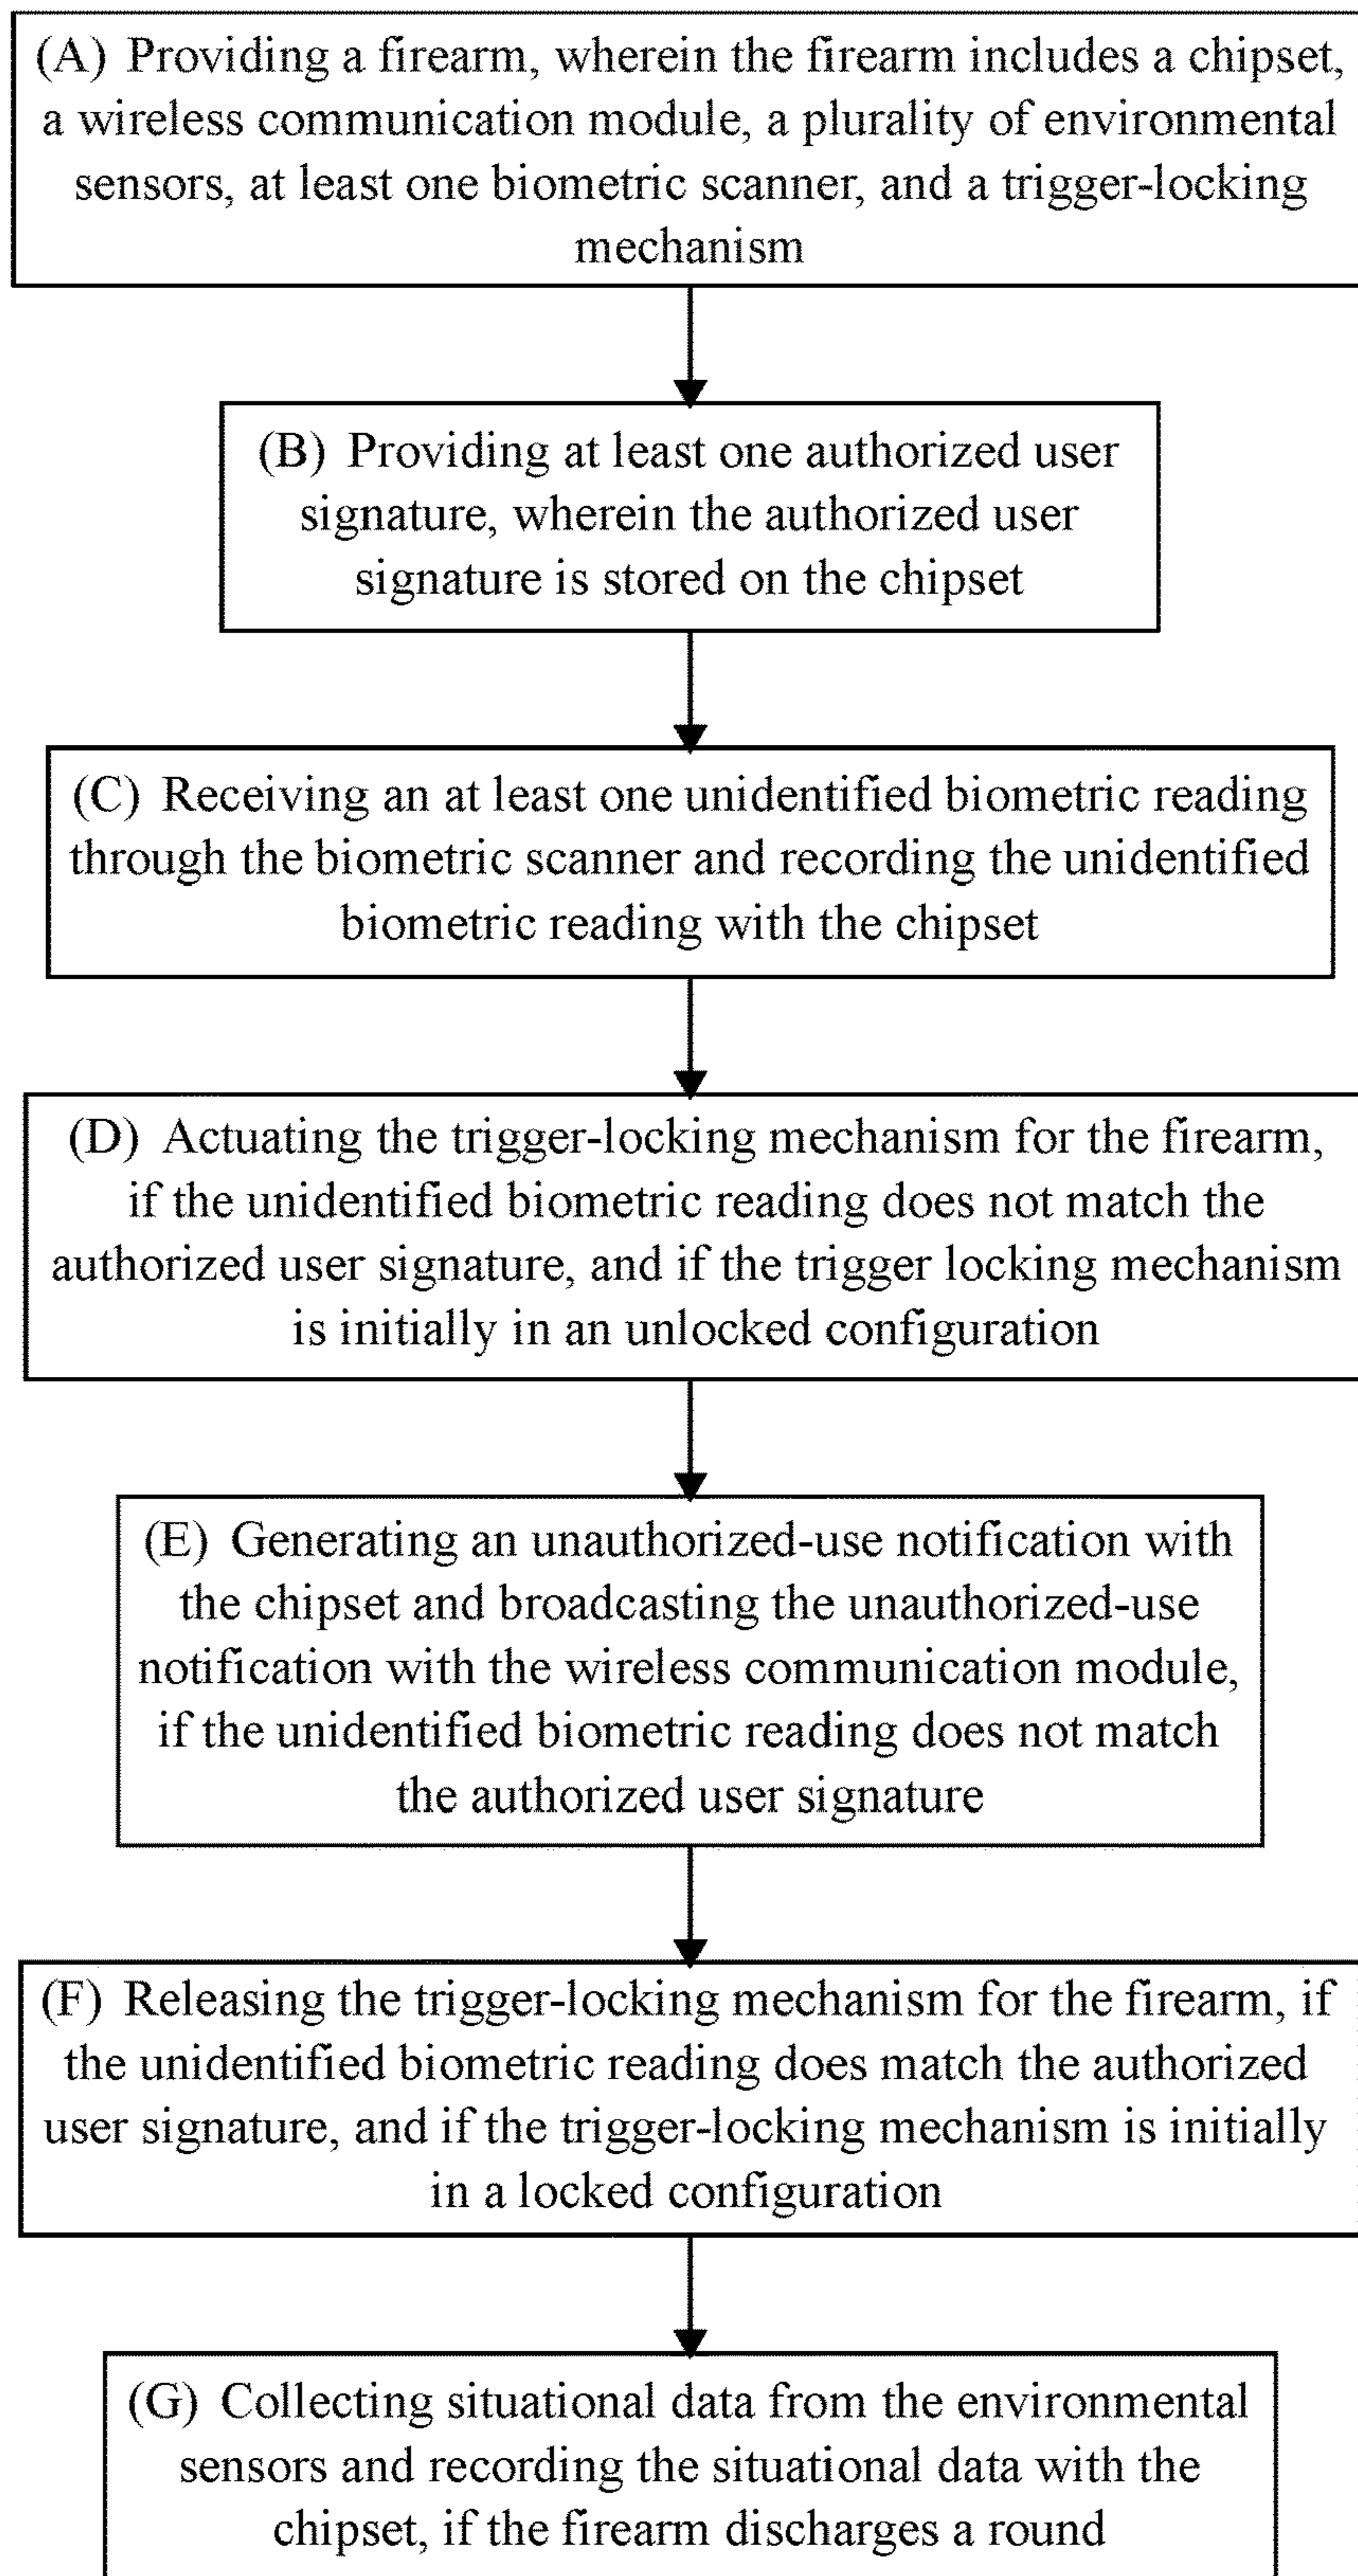 (A) Providing a firearm, wherein the firearm includes a chipset,
a wireless communication module, a plurality of environmental
sensors, at least one biometric scanner, and a trigger-locking
mechanism
(B) Providing at least one authorized user
signature, wherein the authorized user
signature is stored on the chipset
(C) Receiving an at least one unidentified biometric reading
through the biometric scanner and recording the unidentified
biometric reading with the chipset
(D) Actuating the trigger-locking mechanism for the firearm,
if the unidentified biometric reading does not match the
authorized user signature, and if the trigger locking mechanism
is initially in an unlocked configuration
(E) Generating an unauthorized-use notification with
the chipset and broadcasting the unauthorized-use
notification with the wireless communication module,
if the unidentified biometric reading does not match
the authorized user signature
(F) Releasing the trigger-locking mechanism for the firearm, if
the unidentified biometric reading does match the authorized
user signature, and if the trigger-locking mechanism is initially
in a locked configuration
(G) Collecting situational data from the environmental
sensors and recording the situational data with the
chipset, if the firearm discharges a round